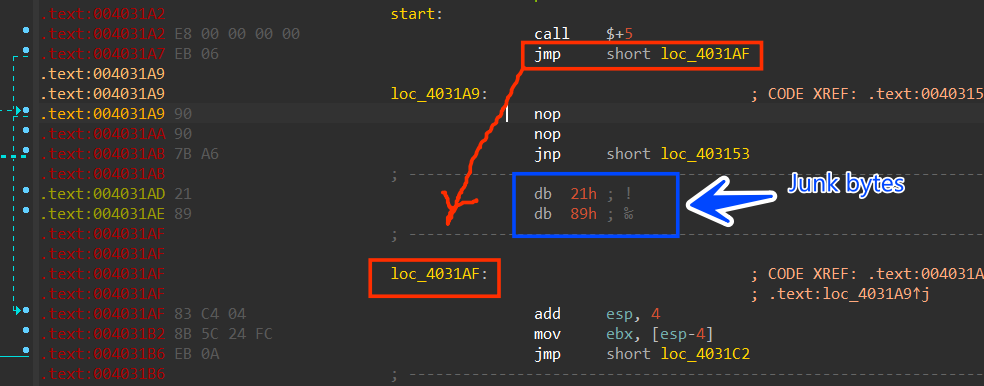 .text:004031A2 start:
.text:004031A2 E8 00 00 00 00 call $+5
.text:004031A7 EB 06 jmp short loc_4031AF
.text:004031A9
.text:004031A9 loc_4031A9: ; CODE XREF: .text:0040315
.text:004031A9 90 nop
.text:004031AA 90 nop
.text:004031AB 7B A6 jnp short loc_403153
; ---------------------------------------------------------------
.text:004031AD 21 db 21h ; !
.text:004031AE 89 db 89h ; ‰
Junk bytes
.text:004031AF ; ---------------------------------------------------------------
.text:004031AF
.text:004031AF loc_4031AF: ; CODE XREF: .text:004031A
.text:004031AF ; .text:loc_4031A9↑j
.text:004031AF 83 C4 04 add esp, 4
.text:004031B2 8B 5C 24 FC mov ebx, [esp-4]
.text:004031B6 EB 0A jmp short loc_4031C2
.text:004031B6 ; ---------------------------------------------------------------